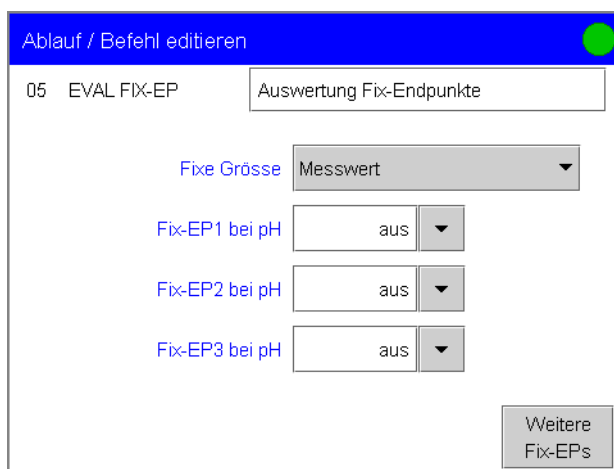 Ablauf / Befehl editieren
05 EVAL FIX-EP Auswertung Fix-Endpunkte
Fixe Grösse Messwert
Fix-EP1 bei pH aus
Fix-EP2 bei pH aus
Fix-EP3 bei pH aus
Weitere
Fix-EPs